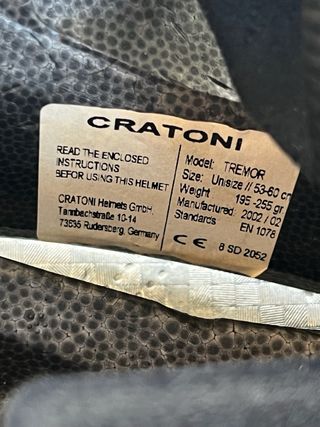 CRATONI
READ THE ENCLOSED
INSTRUCTIONS
BEFOR USING THIS HELMET
CRATONI Helmets GmbH
Tannbachstraße 10-14
73635 Rudersberg, Germany
Model: TREMOR
Size: Unisize // 53-60 cm
Weight 195 -255 gr.
Manufactured: 2002 / 02
Standards EN 1078
CE 8 SD 2052